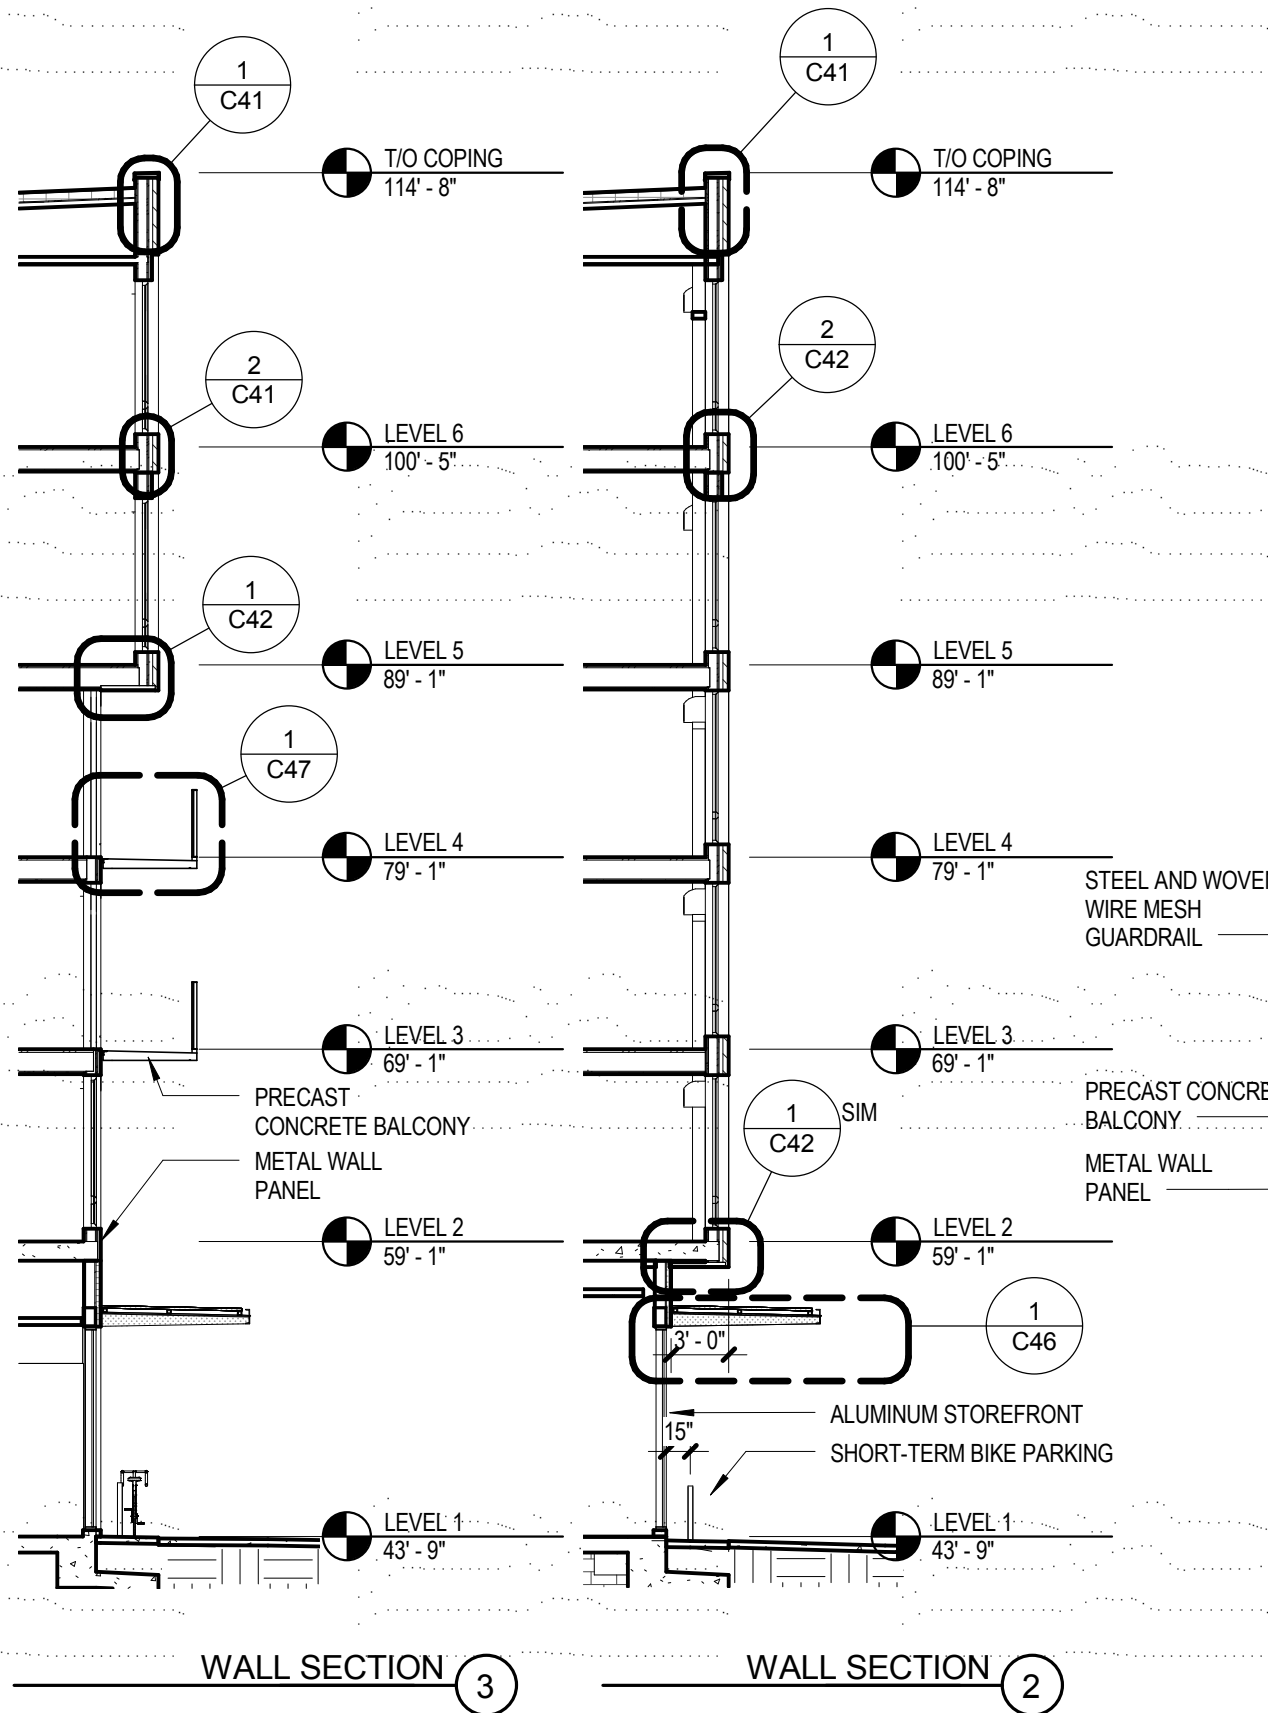 1
C41
T/O COPING
114' - 8"
2
C41
LEVEL 6
100' - 5"
1
C42
LEVEL 5
89' - 1"
1
C47
LEVEL 4
79' - 1"
LEVEL 3
69' - 1"
PRECAST
CONCRETE BALCONY
METAL WALL
PANEL
LEVEL 2
59' - 1"
LEVEL 1
43' - 9"
WALL SECTION
3
1
C41
T/O COPING
114' - 8"
2
C42
LEVEL 6
100' - 5"
LEVEL 5
89' - 1"
LEVEL 4
79' - 1"
LEVEL 3
69' - 1"
1
C42
SIM
LEVEL 2
59' - 1"
1
C46
3' - 0"
ALUMINUM STOREFRONT
15"
SHORT-TERM BIKE PARKING
LEVEL 1
43' - 9"
WALL SECTION
2
STEEL AND
WIRE MESH
GUARDRAIL
PRECAST
BALCONY
METAL WALL
PANEL